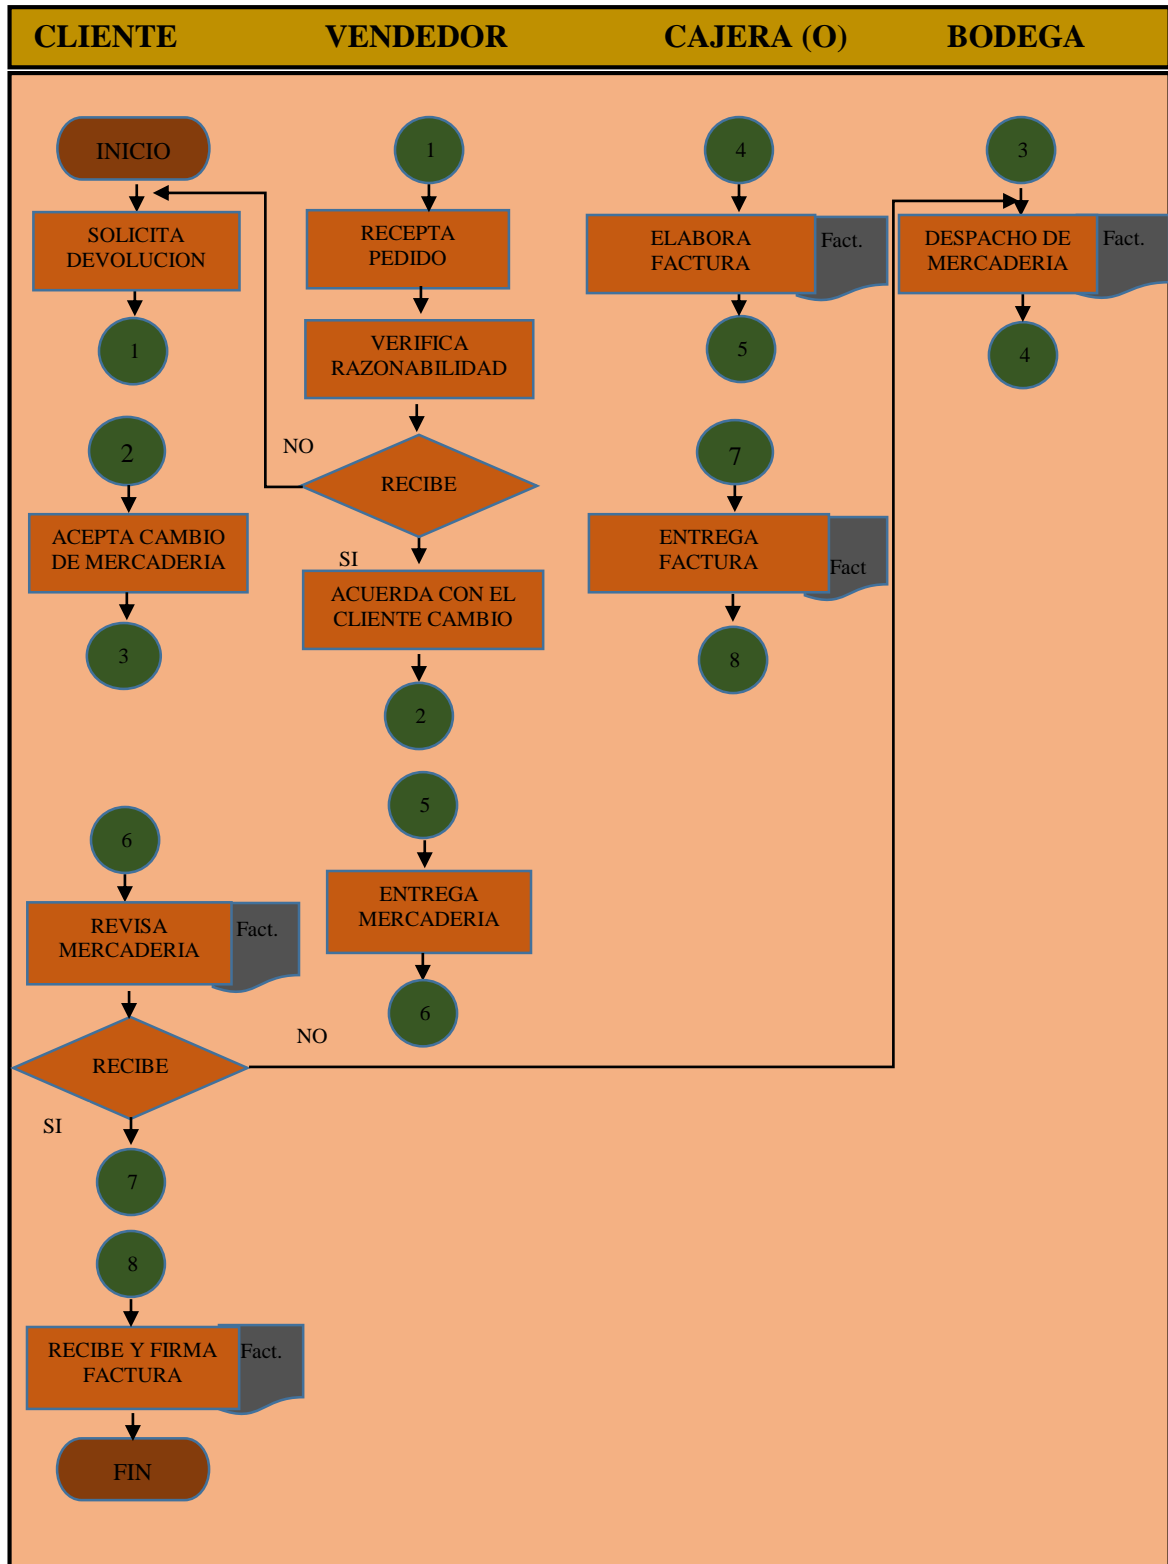 CLIENTE VENDEDOR CAJERA (O) BODEGA
INICIO
SOLICITA
DEVOLUCION
1
2
ACEPTA CAMBIO
DE MERCADERIA
3
6
REVISA
MERCADERIA
Fact.
RECIBE
NO
SI
7
8
RECIBE Y FIRMA
FACTURA
Fact.
FIN
1
RECEPTA
PEDIDO
VERIFICA
RAZONABILIDAD
NO
RECIBE
SI
ACUERDA CON EL
CLIENTE CAMBIO
2
5
ENTREGA
MERCADERIA
6
4
ELABORA
FACTURA
Fact.
5
7
ENTREGA
FACTURA
Fact
8
3
DESPACHO DE
MERCADERIA
Fact.
4